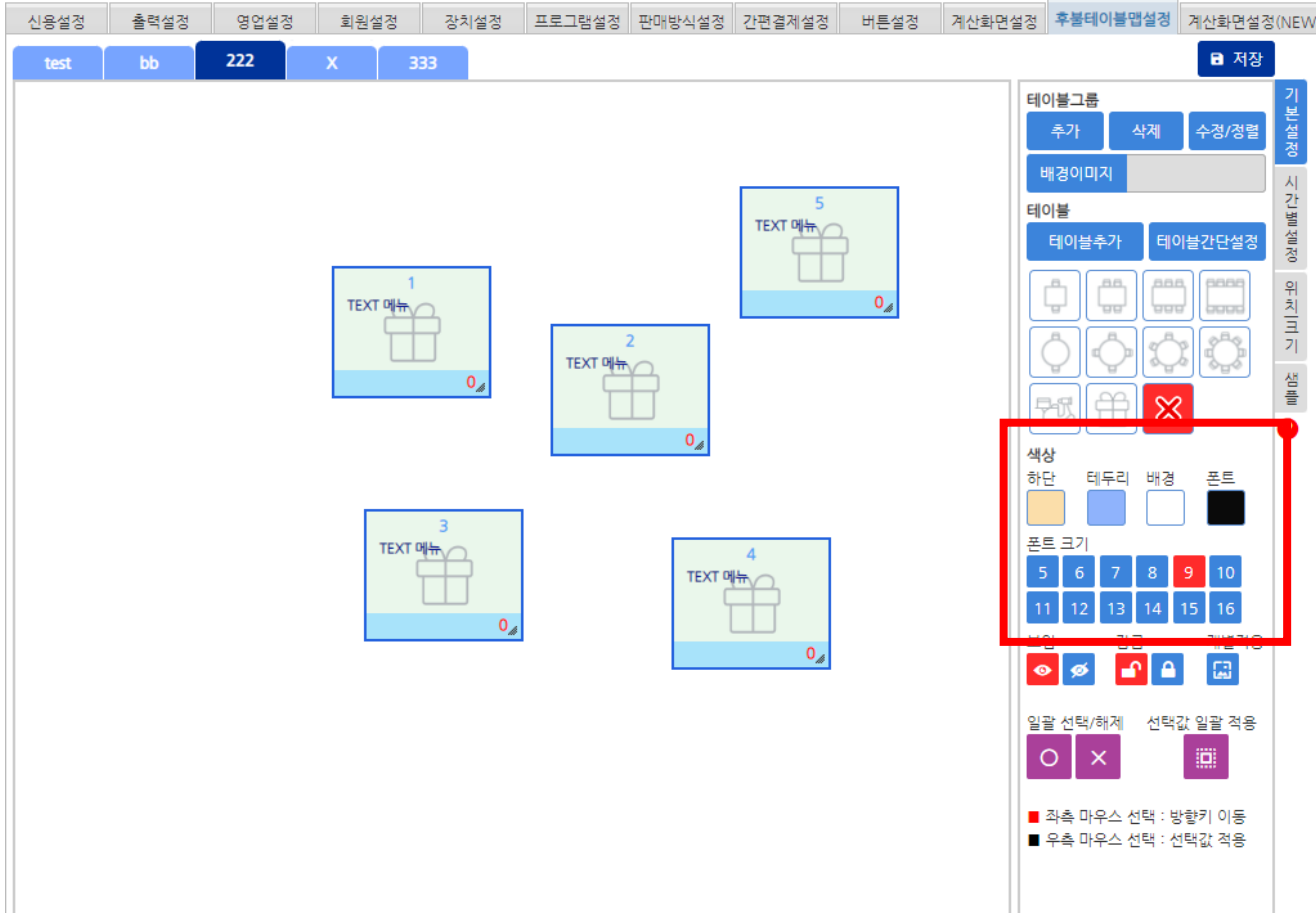 신용설정 출력설정 영업설정 회원설정 장치설정 프로그램설정 판매방식설정 간편결제설정 버튼설정 계산화면설정 후불테이블맵설정 계산화면설정(NEW
test bb 222 X 333 저장
테이블그룹
추가 삭제 수정/정렬
배경이미지
테이블
테이블추가 테이블간단설정
기본설정
시간별설정
위치|크기
샘플
5
TEXT 메뉴
0
1
TEXT 메뉴
0
2
TEXT 메뉴
0
3
TEXT 메뉴
0
4
TEXT 메뉴
0
색상
하단 테두리 배경 폰트
폰트 크기
5 6 7 8 9 10
11 12 13 14 15 16
일괄 선택/해제 선택값 일괄 적용
■ 좌측 마우스 선택 : 방향키 이동
■ 우측 마우스 선택 : 선택값 적용